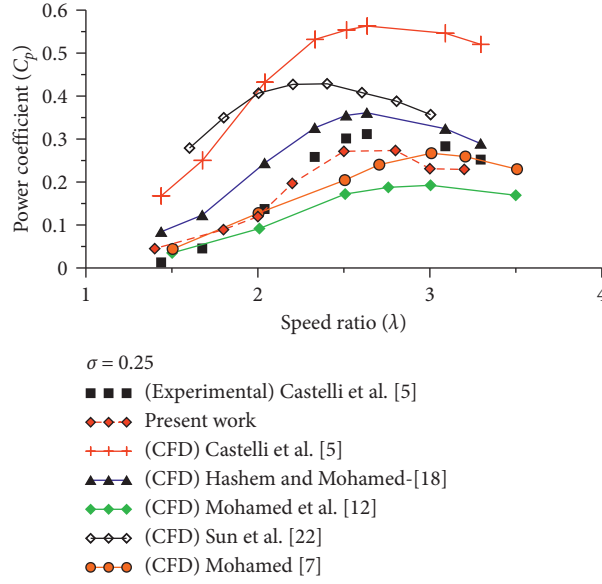 0.6
0.5
0.4
0.3
0.2
0.1
0
Power coefficient (Cp)
1
2
3
4
Speed ratio (λ)
σ = 0.25
(Experimental) Castelli et al. [5]
Present work
(CFD) Castelli et al. [5]
(CFD) Hashem and Mohamed-[18]
(CFD) Mohamed et al. [12]
(CFD) Sun et al. [22]
(CFD) Mohamed [7]